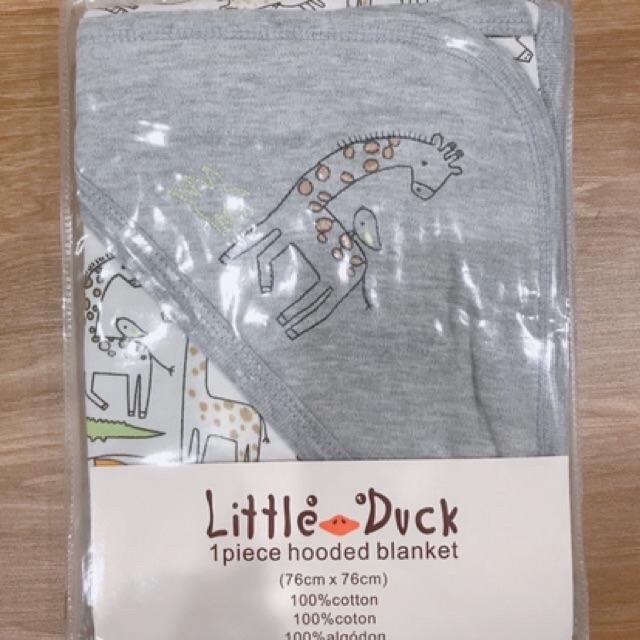 Little Duck
1piece hooded blanket
(76cm x 76cm)
100%cotton
100%coton
100%algódon